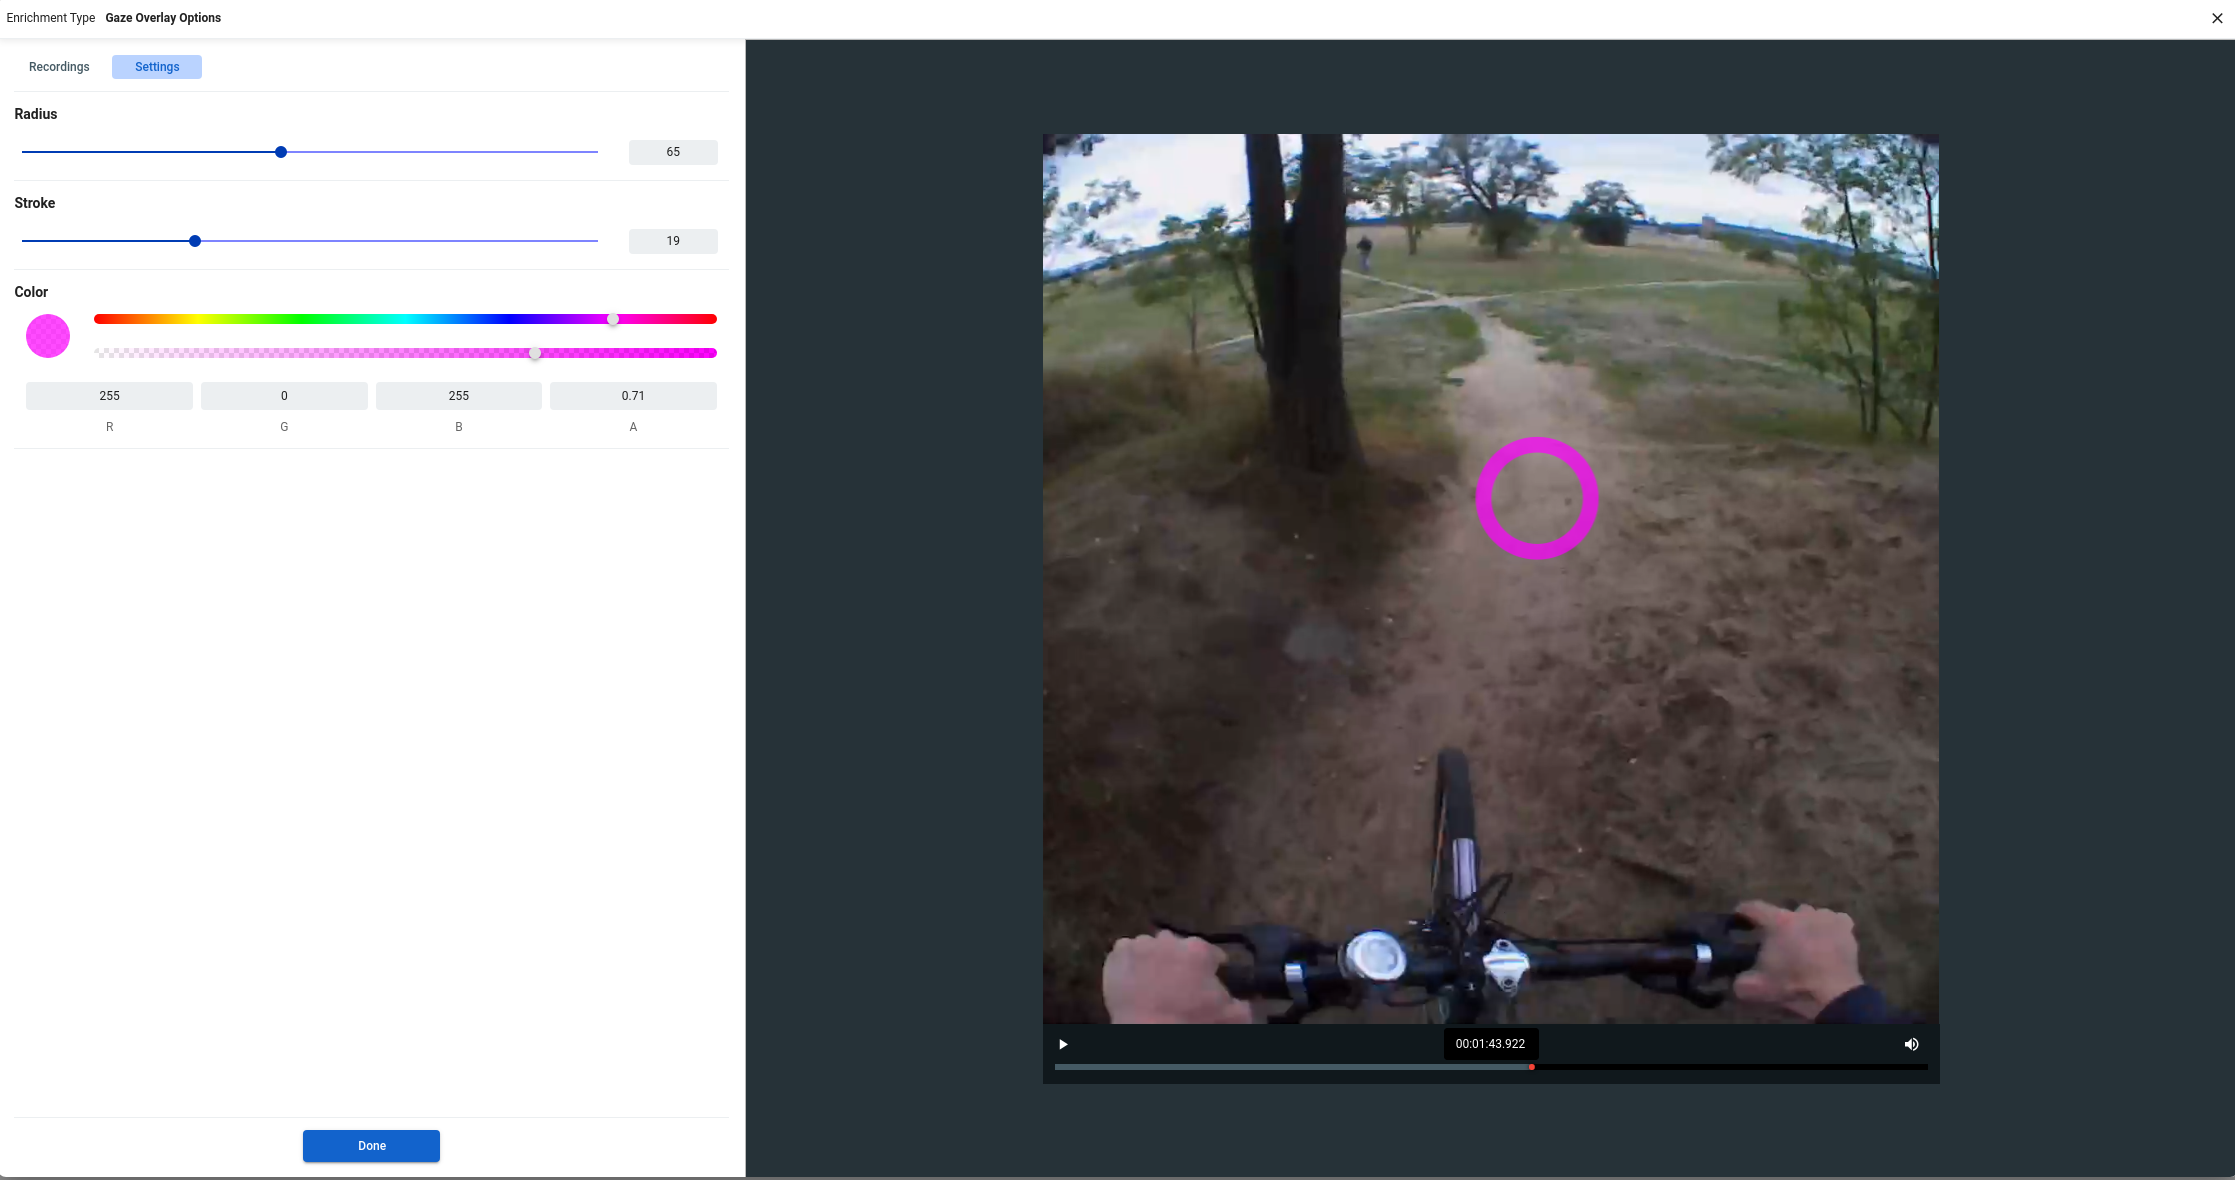 Enrichment Type Gaze Overlay Options
Recordings Settings
Radius
65
Stroke
19
Color
255 0 255 0.71
R G B A
Done
00:01:43.922